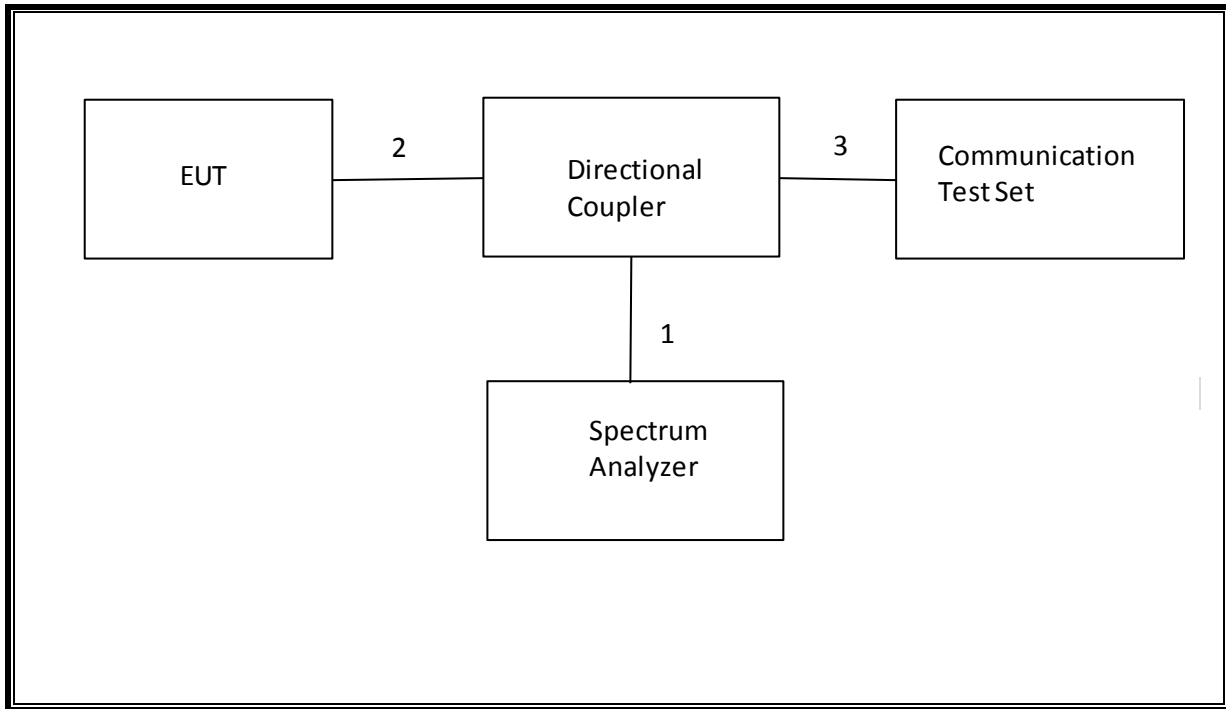 EUT
2
Directional
Coupler
3
Communication
Test Set
1
Spectrum
Analyzer